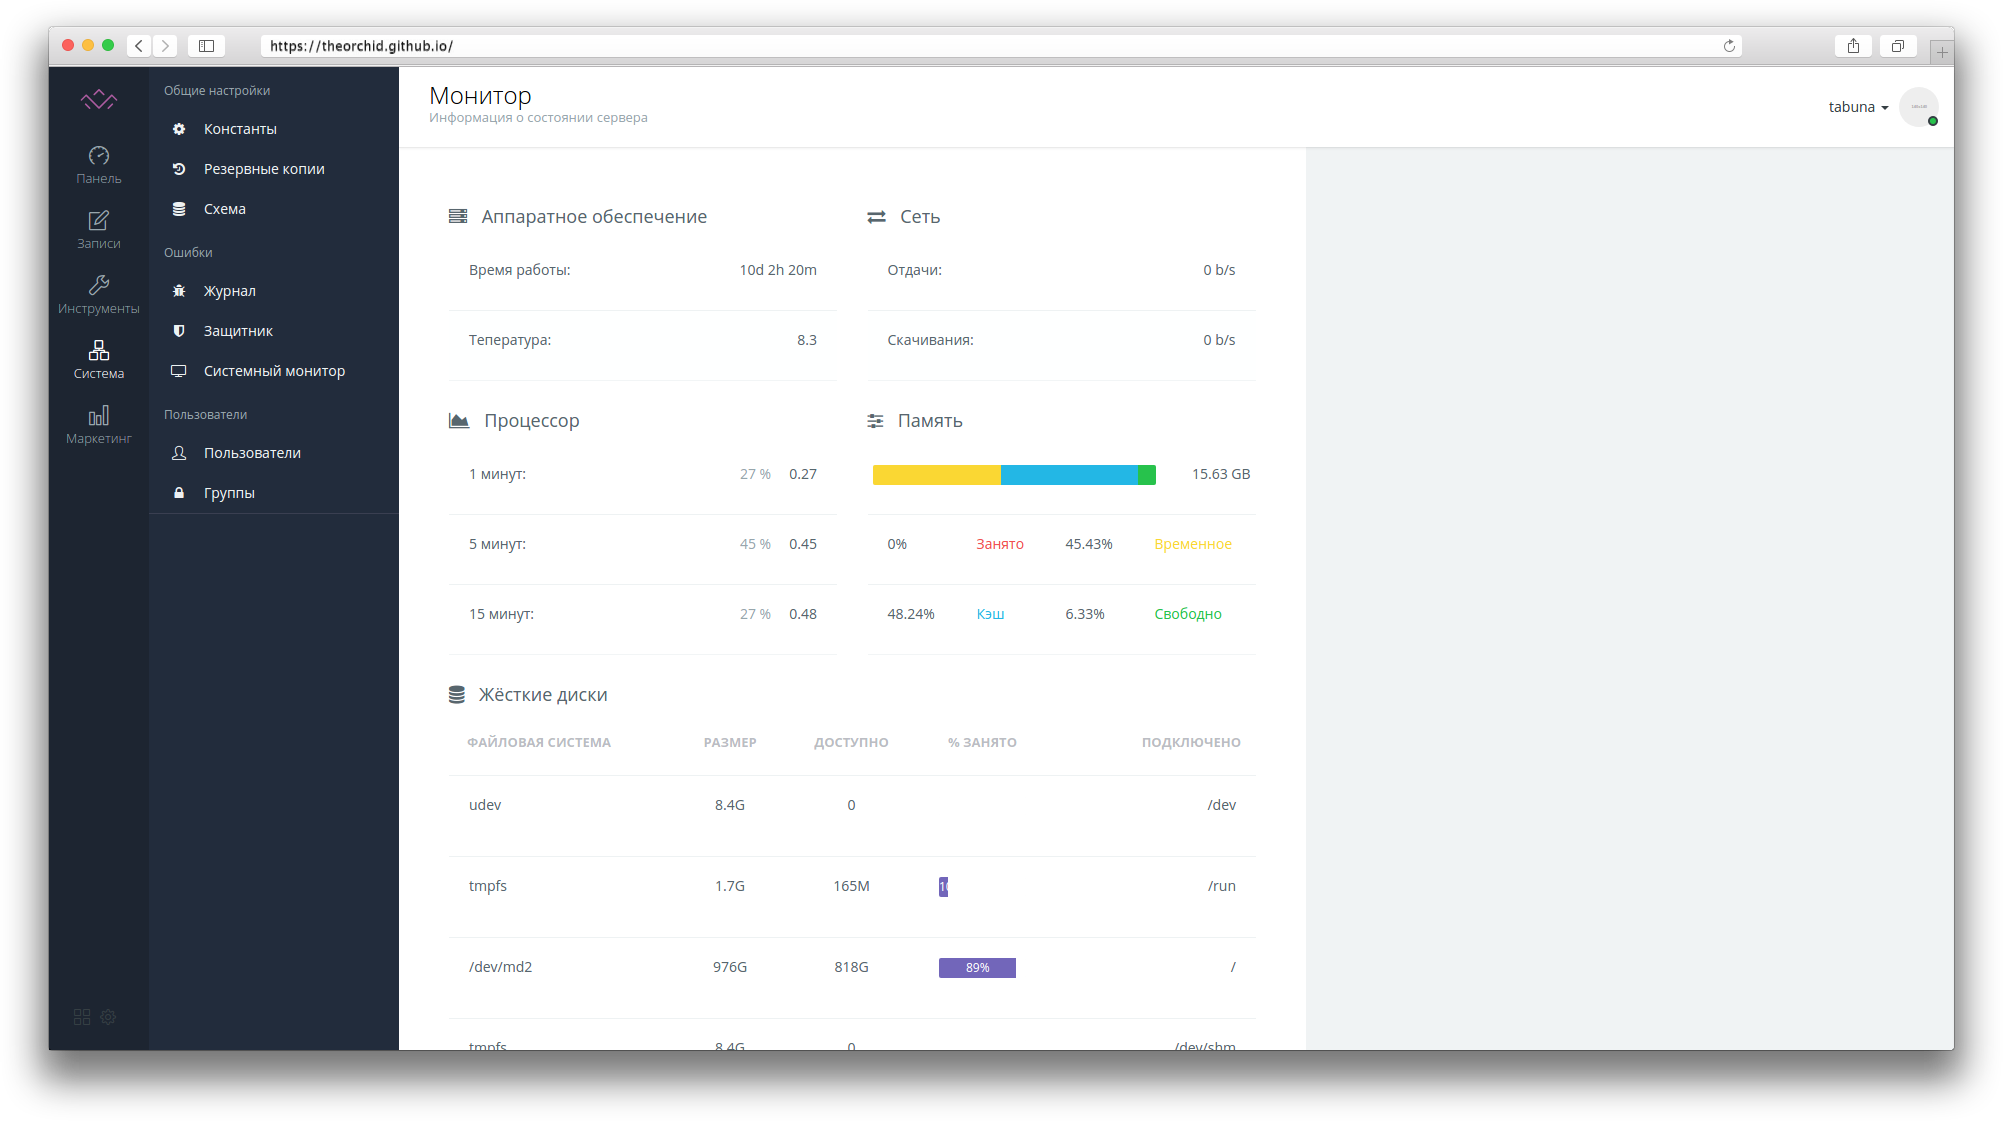 https://theorchid.github.io/
Панель
Записи
Инструменты
Система
Маркетинг
Общие настройки
Константы
Резервные копии
Схема
Ошибки
Журнал
Защитник
Системный монитор
Пользователи
Пользователи
Группы
Монитор
Информация о состоянии сервера
tabuna
Аппаратное обеспечение
Время работы: 10d 2h 20m
Тепература: 8.3
Сеть
Отдачи: 0 b/s
Скачивания: 0 b/s
Процессор
1 минут: 27 % 0.27
5 минут: 45 % 0.45
15 минут: 27 % 0.48
Память
15.63 GB
0% Занято 45.43% Временное
48.24% Кэш 6.33% Свободно
Жёсткие диски
ФАЙЛОВАЯ СИСТЕМА РАЗМЕР ДОСТУПНО % ЗАНЯТО ПОДКЛЮЧЕНО
udev 8.4G 0 /dev
tmpfs 1.7G 165M /run
/dev/md2 976G 818G 89% /
tmpfs 8.4G 0 /dev/shm